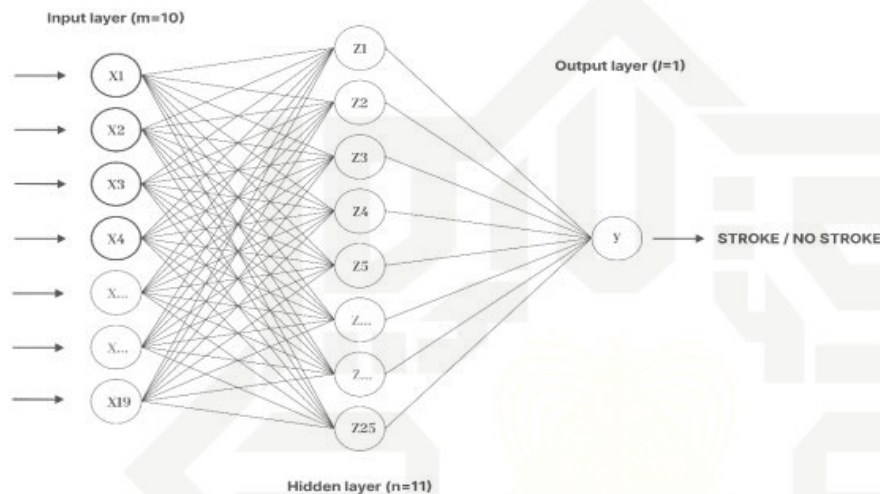 Input layer (m=10)
X1
X2
X3
X4
X...
X...
X19
Z1
Z2
Z3
Z4
Z5
Z...
Z...
Z25
Hidden layer (n=11)
Output layer (l=1)
y
STROKE / NO STROKE